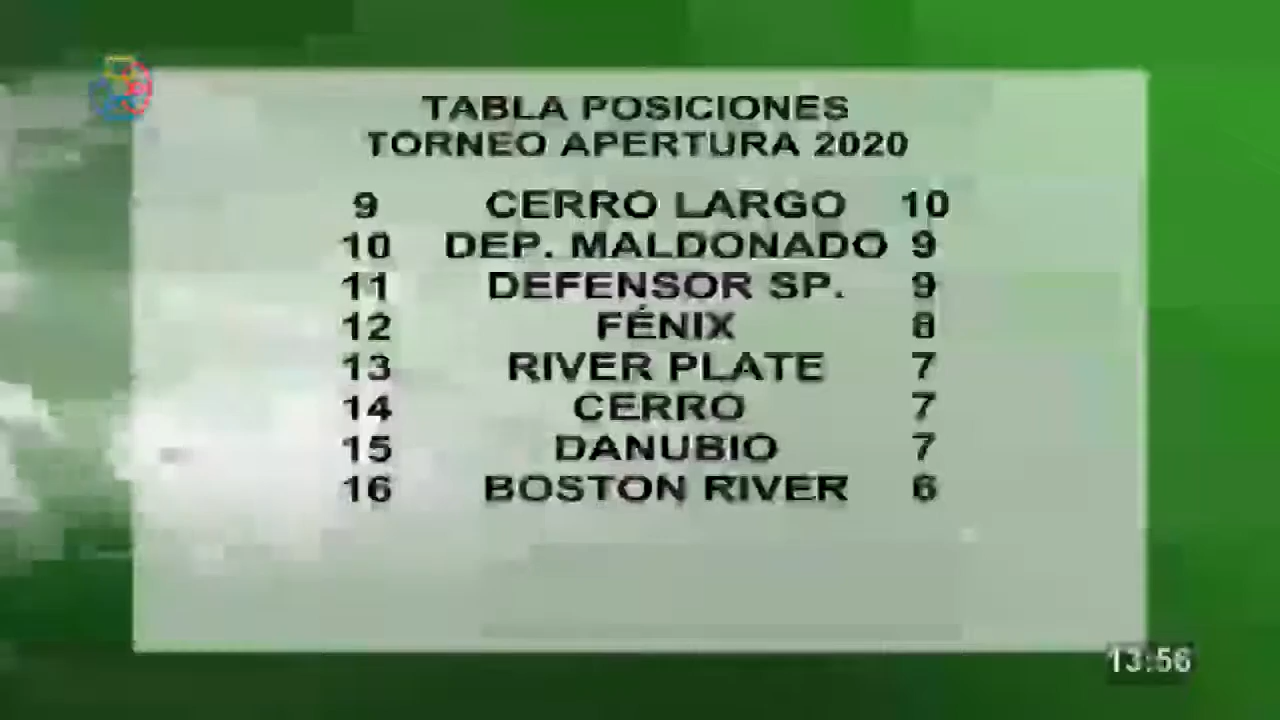 TABLA POSICIONES
TORNEO APERTURA 2020
9 CERRO LARGO 10
10 DEP. MALDONADO 9
11 DEFENSOR SP. 9
12 FÉNIX 8
13 RIVER PLATE 7
14 CERRO 7
15 DANUBIO 7
16 BOSTON RIVER 6
13:56